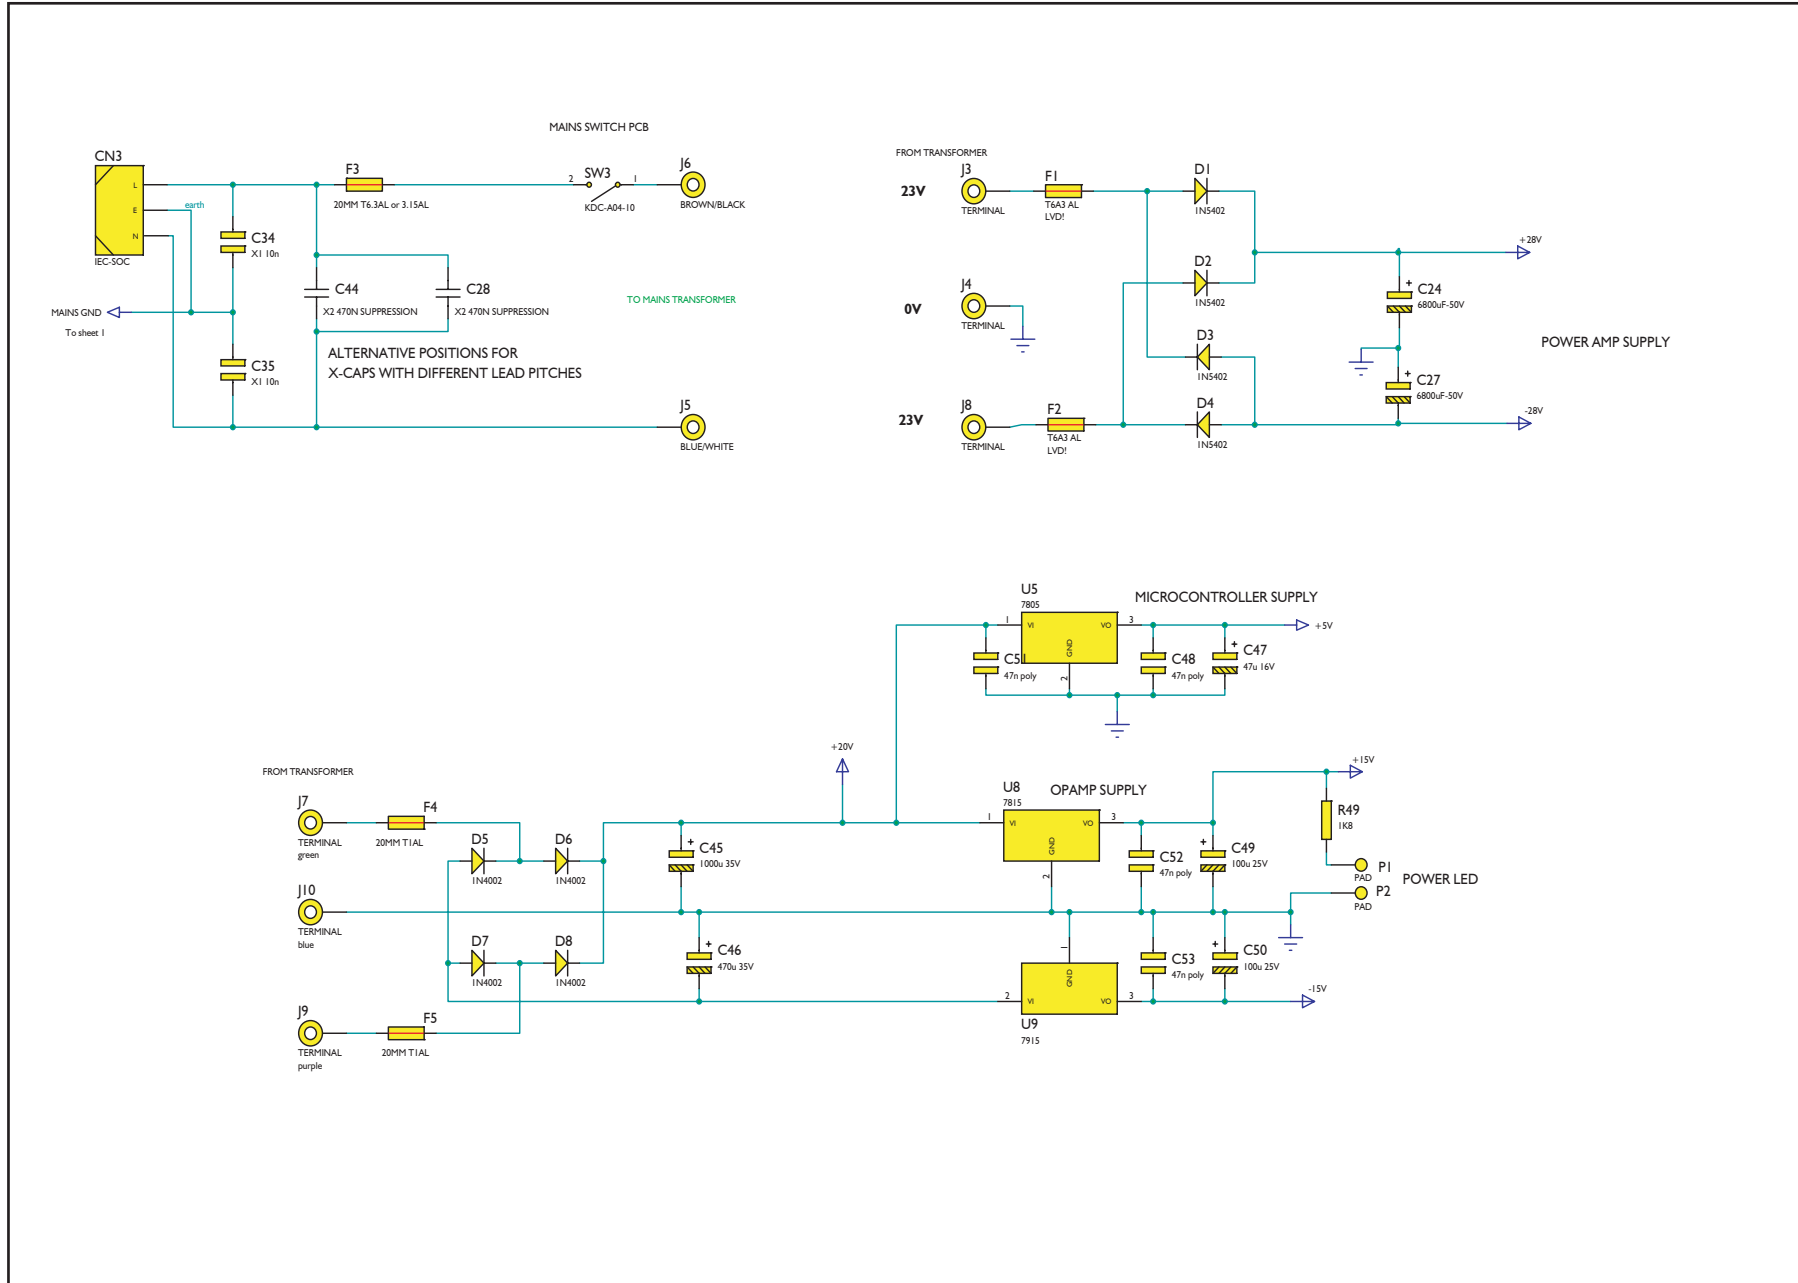 MAINS SWITCH PCB
CN3
L
E
N
IEC-SOC
earth
F3
20MM T6.3AL or 3.15AL
2
SW3
1
KDC-A04-10
J6
BROWN/BLACK
C34
X1 10n
C44
X2 470N SUPPRESSION
C28
X2 470N SUPPRESSION
TO MAINS TRANSFORMER
MAINS GND
To sheet 1
C35
X1 10n
ALTERNATIVE POSITIONS FOR
X-CAPS WITH DIFFERENT LEAD PITCHES
J5
BLUE/WHITE
FROM TRANSFORMER
23V
J3
TERMINAL
F1
T6A3 AL
LVD!
D1
1N5402
D2
1N5402
+28V
0V
J4
TERMINAL
D3
1N5402
+
C24
6800uF-50V
POWER AMP SUPPLY
+
C27
6800uF-50V
23V
J8
TERMINAL
F2
T6A3 AL
LVD!
D4
1N5402
-28V
U5
7805
MICROCONTROLLER SUPPLY
1
VI
VO
3
GND
2
+5V
C51
47n poly
C48
47n poly
+
C47
47u 16V
+20V
FROM TRANSFORMER
J7
TERMINAL
green
F4
20MM T1AL
D5
1N4002
D6
1N4002
+
C45
1000u 35V
U8
7815
OPAMP SUPPLY
1
VI
VO
3
GND
2
C52
47n poly
+
C49
100u 25V
+15V
R49
1K8
P1
PAD
P2
PAD
POWER LED
J10
TERMINAL
blue
D7
1N4002
D8
1N4002
+
C46
470u 35V
1
GND
2
VI
VO
3
U9
7915
C53
47n poly
+
C50
100u 25V
-15V
J9
TERMINAL
purple
F5
20MM T1AL